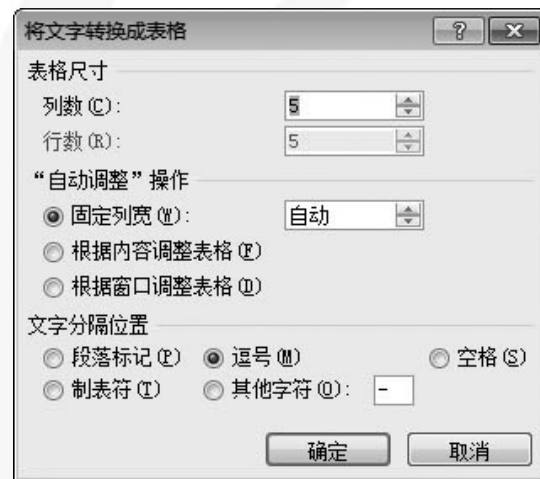 将文字转换成表格
表格尺寸
列数(C): 5
行数(R): 5
“自动调整”操作
固定列宽(W): 自动
根据内容调整表格(F)
根据窗口调整表格(D)
文字分隔位置
段落标记(P) 逗号(M) 空格(S)
制表符(T) 其他字符(O): -
确定 取消